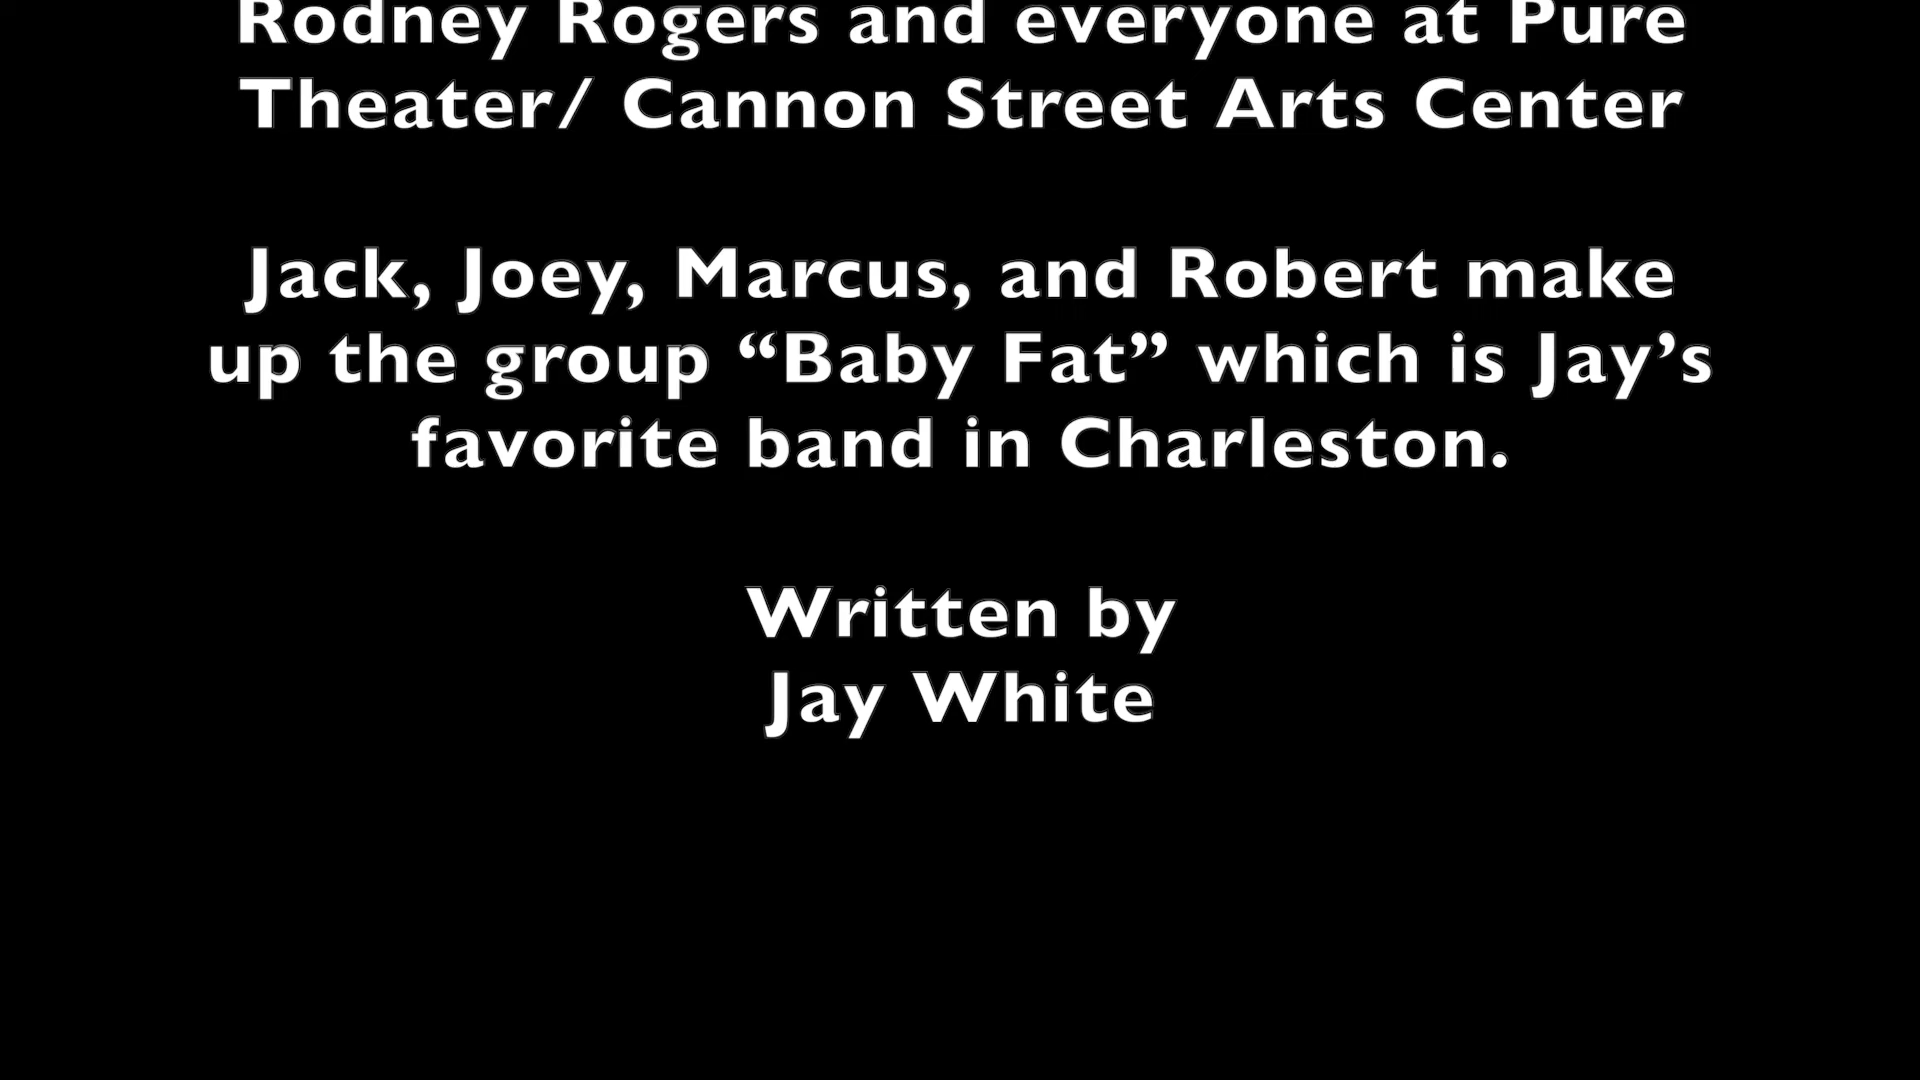 Rodney Rogers and everyone at Pure
Theater/ Cannon Street Arts Center
Jack, Joey, Marcus, and Robert make
up the group “Baby Fat” which is Jay’s
favorite band in Charleston.
Written by
Jay White